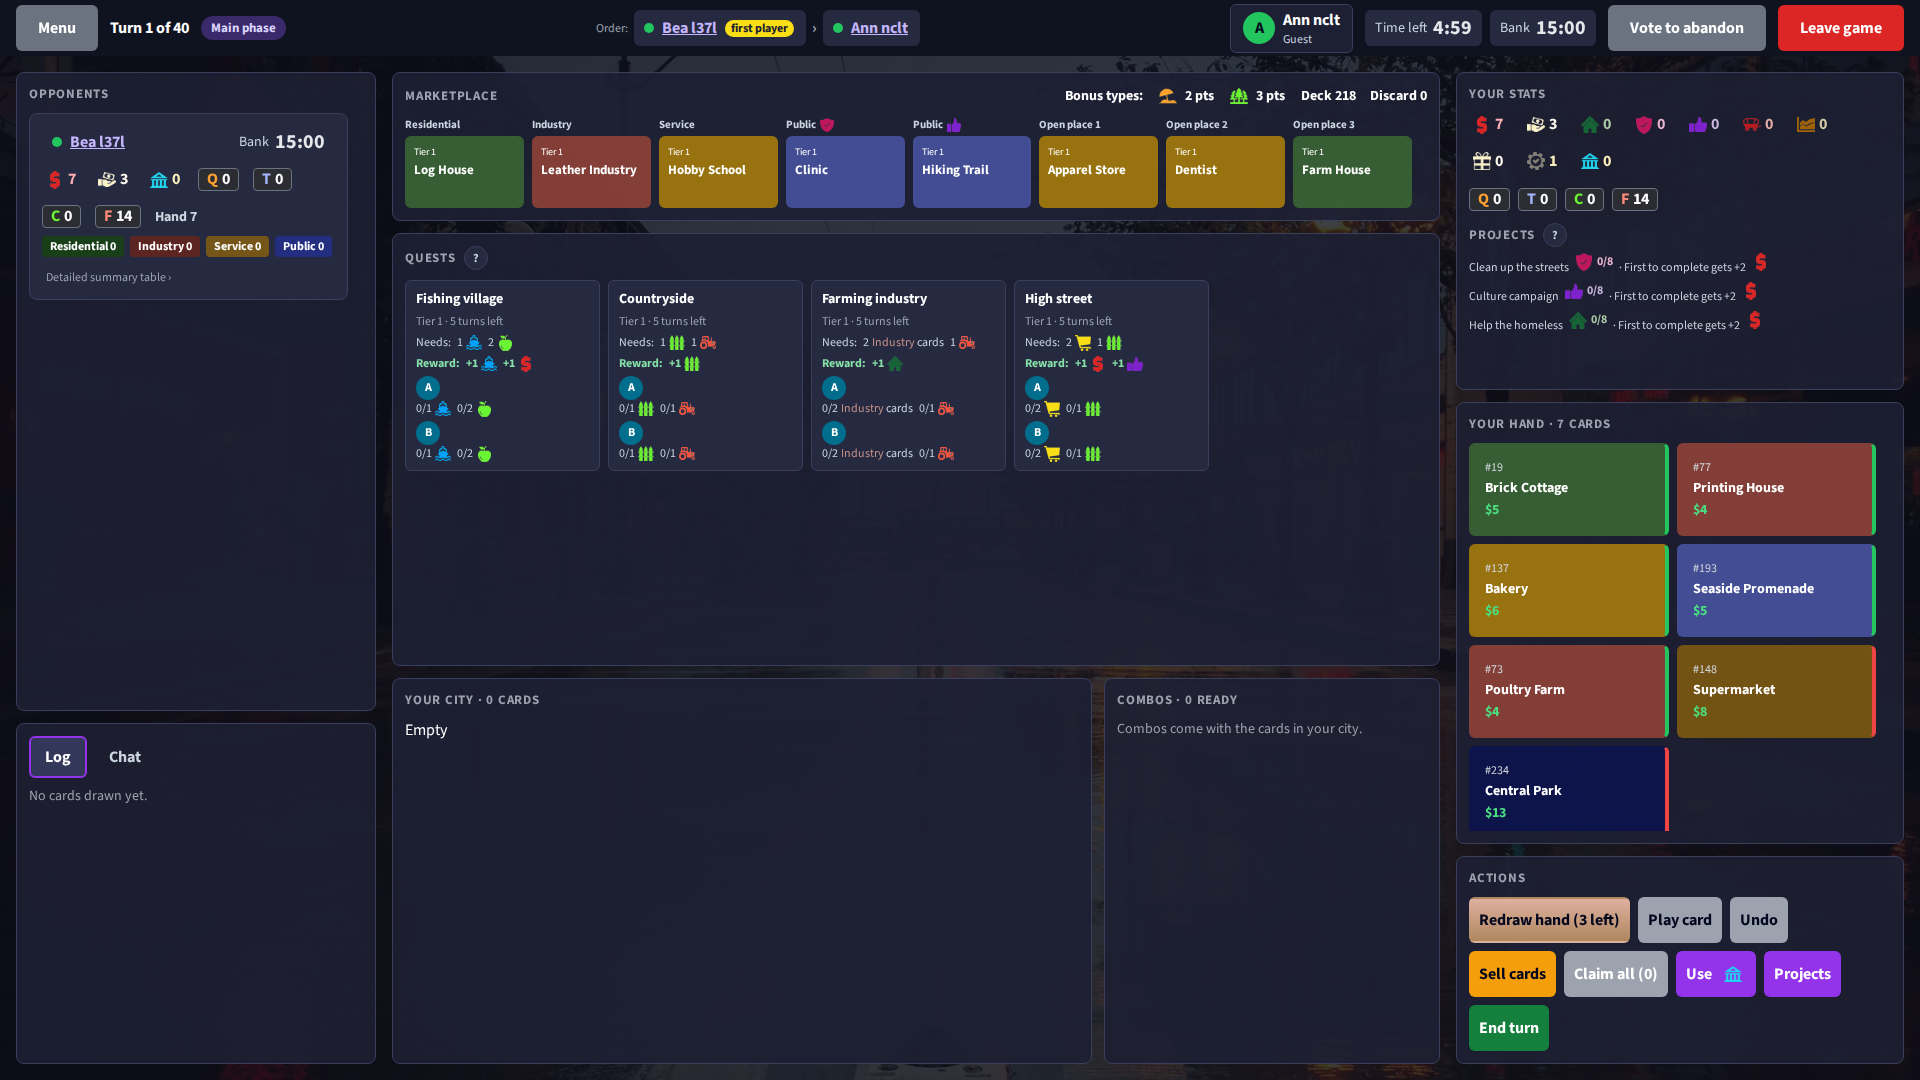 Menu
Turn 1 of 40
Main phase
Order:
Bea l37l
first player
›
Ann nclt
A
Ann nclt
Guest
Time left 4:59
Bank 15:00
Vote to abandon
Leave game
OPPONENTS
Bea l37l
Bank 15:00
7
3
0
Q 0
T 0
C 0
F 14
Hand 7
Residential 0
Industry 0
Service 0
Public 0
Detailed summary table ›
Log
Chat
No cards drawn yet.
MARKETPLACE
Bonus types: 2 pts 3 pts Deck 218 Discard 0
Residential
Tier 1
Log House
Industry
Tier 1
Leather Industry
Service
Tier 1
Hobby School
Public
Tier 1
Clinic
Public
Tier 1
Hiking Trail
Open place 1
Tier 1
Apparel Store
Open place 2
Tier 1
Dentist
Open place 3
Tier 1
Farm House
QUESTS ?
Fishing village
Tier 1 · 5 turns left
Needs: 1 2
Reward: +1 +1
A
0/1 0/2
B
0/1 0/2
Countryside
Tier 1 · 5 turns left
Needs: 1 1
Reward: +1
A
0/1 0/1
B
0/1 0/1
Farming industry
Tier 1 · 5 turns left
Needs: 2 Industry cards 1
Reward: +1
A
0/2 Industry cards 0/1
B
0/2 Industry cards 0/1
High street
Tier 1 · 5 turns left
Needs: 2 1
Reward: +1 +1
A
0/2 0/1
B
0/2 0/1
YOUR CITY · 0 CARDS
Empty
COMBOS · 0 READY
Combos come with the cards in your city.
YOUR STATS
7 3 0 0 0 0 0
0 1 0
Q 0 T 0 C 0 F 14
PROJECTS ?
Clean up the streets 0/8 · First to complete gets +2
Culture campaign 0/8 · First to complete gets +2
Help the homeless 0/8 · First to complete gets +2
YOUR HAND · 7 CARDS
#19
Brick Cottage
$5
#77
Printing House
$4
#137
Bakery
$6
#193
Seaside Promenade
$5
#73
Poultry Farm
$4
#148
Supermarket
$8
#234
Central Park
$13
ACTIONS
Redraw hand (3 left)
Play card
Undo
Sell cards
Claim all (0)
Use
Projects
End turn